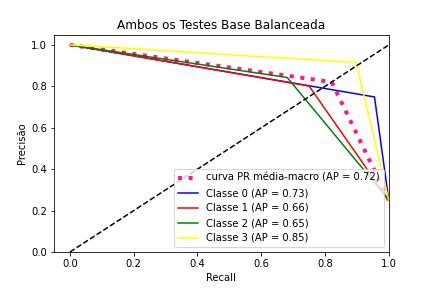 Ambos os Testes Base Balanceada
1.0
0.8
0.6
0.4
0.2
0.0
Precisão
curva PR média-macro (AP = 0.72)
Classe 0 (AP = 0.73)
Classe 1 (AP = 0.66)
Classe 2 (AP = 0.65)
Classe 3 (AP = 0.85)
0.0 0.2 0.4 0.6 0.8 1.0
Recall